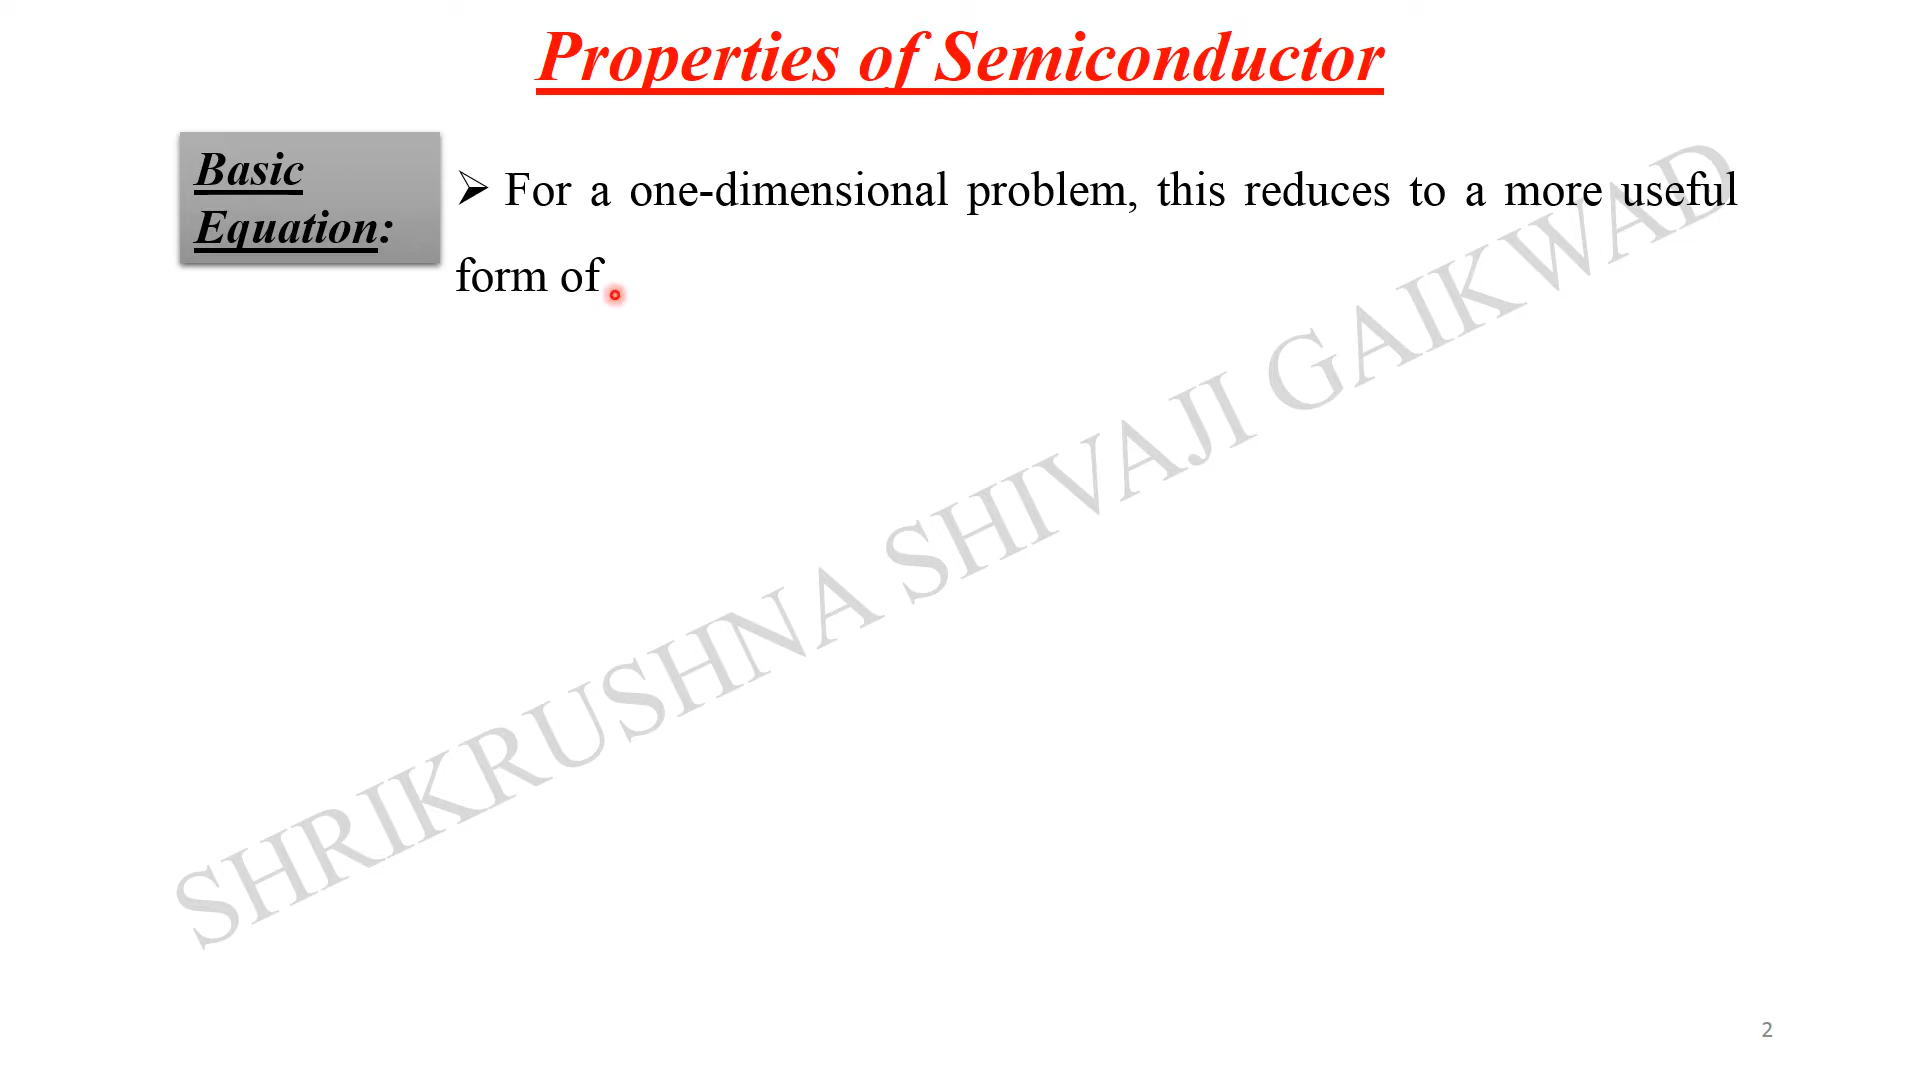 Properties of Semiconductor
Basic
Equation:
➢ For a one-dimensional problem, this reduces to a more useful
form of
SHRIKRUSHNA SHIVAJI GAIKWAD
2